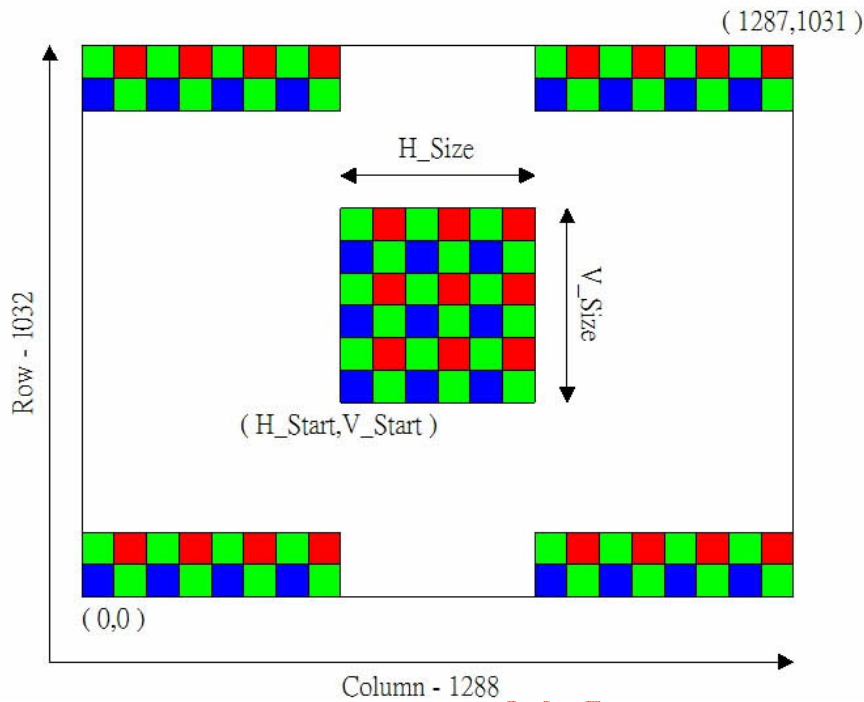 ( 1287,1031 )
H_Size
V_Size
Row - 1032
( H_Start,V_Start )
( 0,0 )
Column - 1288